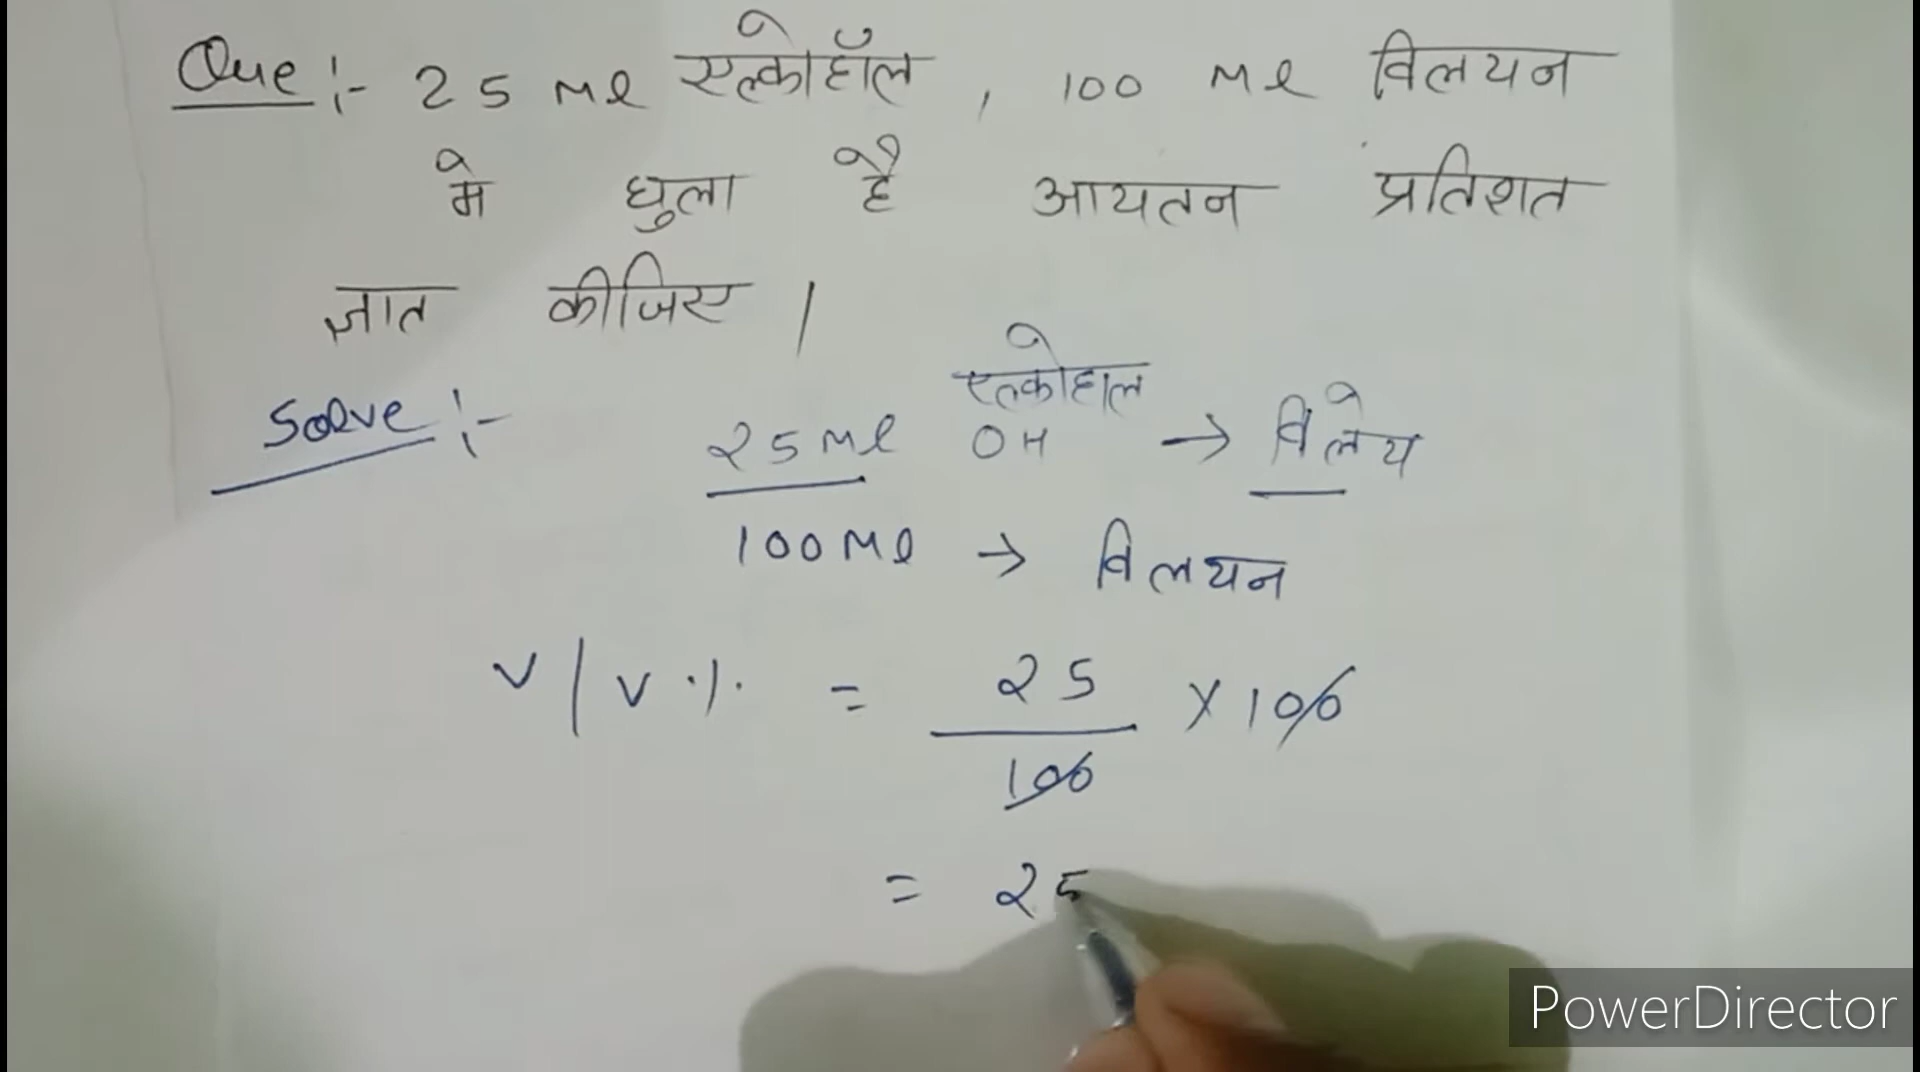 Que :- 25 Ml एल्कोहॉल , 100 Ml विलयन
मे घुला है आयतन प्रतिशत
ज्ञात कीजिए |
Solve :-
एल्कोहाल
25 Ml OH → विलेय
100 Ml → विलयन
V/V % = 25/100 × 100
= 25
PowerDirector